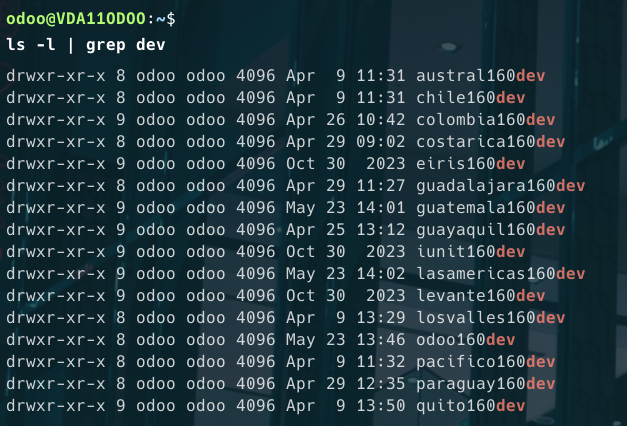 odoo@VDA11ODOO:~$
ls -l | grep dev
drwxr-xr-x 8 odoo odoo 4096 Apr  9 11:31 austral160dev
drwxr-xr-x 8 odoo odoo 4096 Apr  9 11:31 chile160dev
drwxr-xr-x 9 odoo odoo 4096 Apr 26 10:42 colombia160dev
drwxr-xr-x 8 odoo odoo 4096 Apr 29 09:02 costarica160dev
drwxr-xr-x 9 odoo odoo 4096 Oct 30  2023 eiris160dev
drwxr-xr-x 8 odoo odoo 4096 Apr 29 11:27 guadalajara160dev
drwxr-xr-x 9 odoo odoo 4096 May 23 14:01 guatemala160dev
drwxr-xr-x 8 odoo odoo 4096 Apr 25 13:12 guayaquil160dev
drwxr-xr-x 9 odoo odoo 4096 Oct 30  2023 iunit160dev
drwxr-xr-x 8 odoo odoo 4096 May 23 14:02 lasamericas160dev
drwxr-xr-x 9 odoo odoo 4096 Oct 30  2023 levante160dev
drwxr-xr-x 8 odoo odoo 4096 Apr  9 13:29 losvalles160dev
drwxr-xr-x 8 odoo odoo 4096 May 23 13:46 odoo160dev
drwxr-xr-x 9 odoo odoo 4096 Apr  9 11:32 pacifico160dev
drwxr-xr-x 8 odoo odoo 4096 Apr 29 12:35 paraguay160dev
drwxr-xr-x 9 odoo odoo 4096 Apr  9 13:50 quito160dev